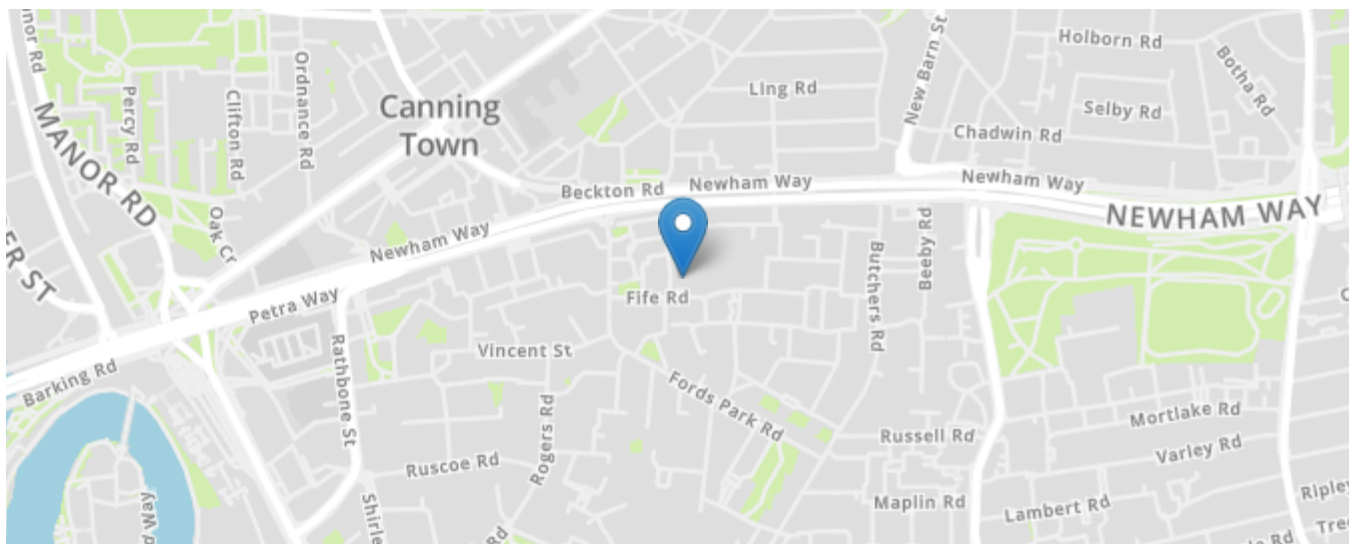 Holborn Rd
Botha Rd
Ordnance Rd
New Barn St
Ling Rd
Percy Rd
Clifton Rd
Selby Rd
Canning
Town
Chadwin Rd
MANOR RD
Beckton Rd
Newham Way
Newham Way
NEWHAM WAY
Oak Cr
Newham Way
Beeby Rd
Butchers Rd
Petra Way
Fife Rd
Vincent St
Barking Rd
Rathbone St
Fords Park Rd
Mortlake Rd
Rogers Rd
Russell Rd
Varley Rd
Ruscoe Rd
Maplin Rd
Lambert Rd
Ripley
Rd